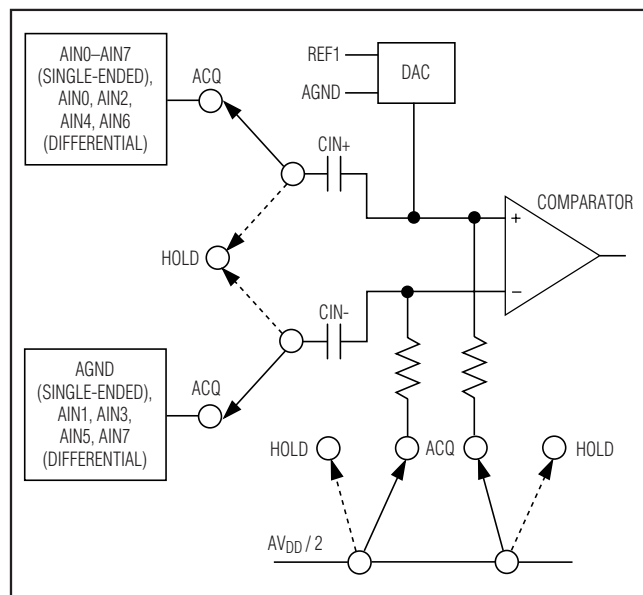 AIN0–AIN7
(SINGLE-ENDED),
AIN0, AIN2,
AIN4, AIN6
(DIFFERENTIAL)
ACQ
REF1
AGND
DAC
CIN+
COMPARATOR
+
−
HOLD
CIN-
AGND
(SINGLE-ENDED),
AIN1, AIN3,
AIN5, AIN7
(DIFFERENTIAL)
ACQ
HOLD
ACQ
HOLD
AVDD / 2